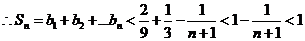 ∴S_n = b_1 + b_2 + ...b_n < 2/9 + 1/3 − 1/(n+1) < 1 − 1/(n+1) < 1